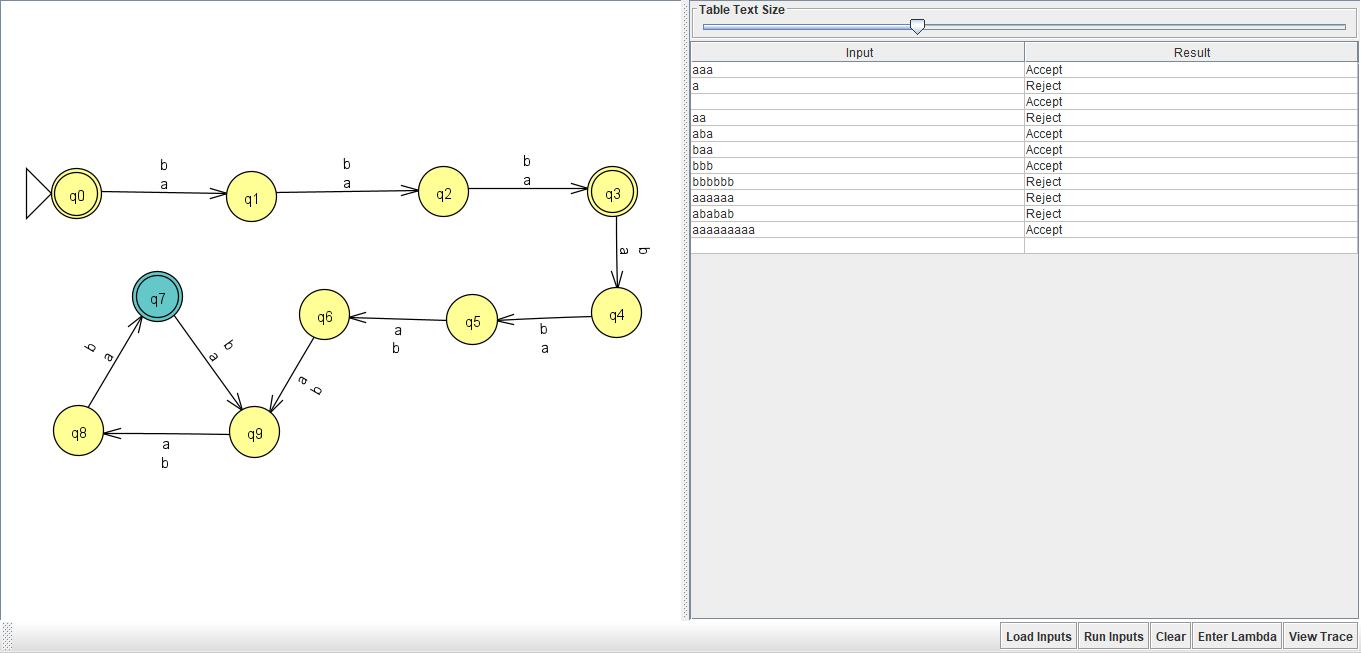 Table Text Size
Input Result
aaa Accept
a Reject
Accept
aa Reject
aba Accept
baa Accept
bbb Accept
bbbbbb Reject
aaaaaa Reject
ababab Reject
aaaaaaaaa Accept
b b b
a a a
q0 q1 q2 q3
a b
q7 q6 q5 q4
a b
b a
b a
a b
a b
q8 q9
a
b
Load Inputs Run Inputs Clear Enter Lambda View Trace